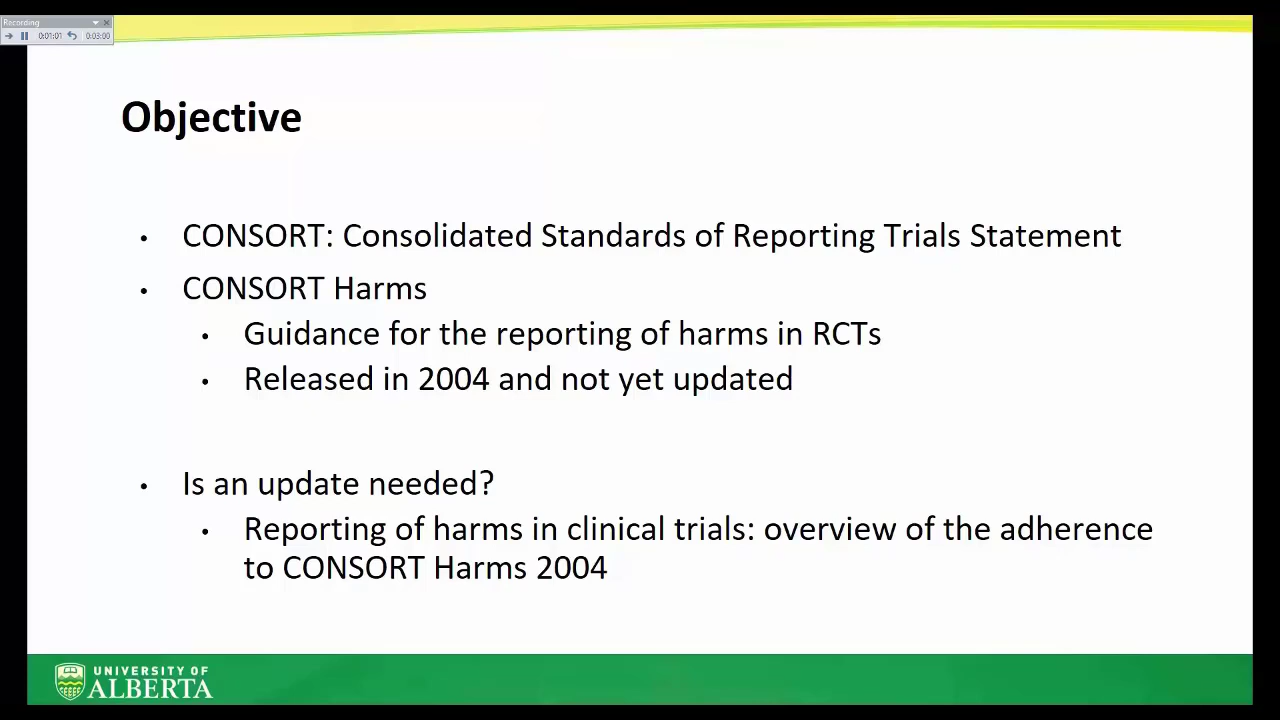 Recording
0:01:01 0:03:00
Objective
• CONSORT: Consolidated Standards of Reporting Trials Statement
• CONSORT Harms
• Guidance for the reporting of harms in RCTs
• Released in 2004 and not yet updated
• Is an update needed?
• Reporting of harms in clinical trials: overview of the adherence
to CONSORT Harms 2004
UNIVERSITY OF
ALBERTA